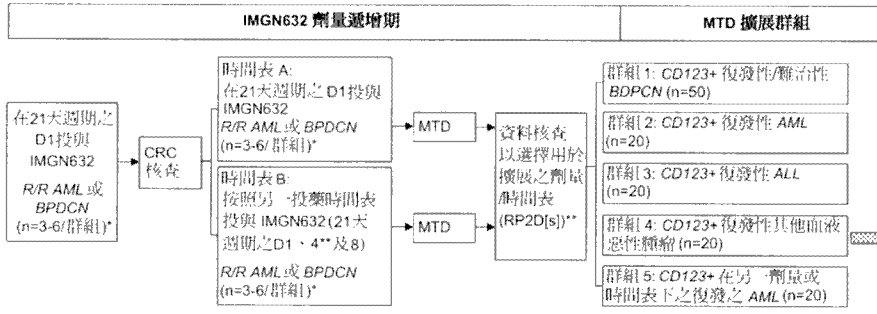 IMGN632 劑量遞增期
MTD 擴展群組
在21天週期之
D1投與
IMGN632
R/R AML 或
BPDCN
(n=3-6/群組)*
CRC
核查
時間表 A:
在21天週期之 D1投與
IMGN632
R/R AML 或 BPDCN
(n=3-6/群組)*
時間表 B:
按照另一投藥時間表
投與 IMGN632 (21天
週期之D1、4**及8)
R/R AML 或 BPDCN
(n=3-6/群組)*
MTD
MTD
資料核查
以選擇用於
擴展之劑量
/時間表
(RP2D[s])**
群組 1: CD123+ 復發性/難治性
BDPCN (n=50)
群組 2: CD123+ 復發性 AML
(n=20)
群組 3: CD123+ 復發性 ALL
(n=20)
群組 4: CD123+ 復發性其他血液
惡性腫瘤 (n=20)
群組 5: CD123+ 在另一劑量或
時間表下之復發之 AML (n=20)